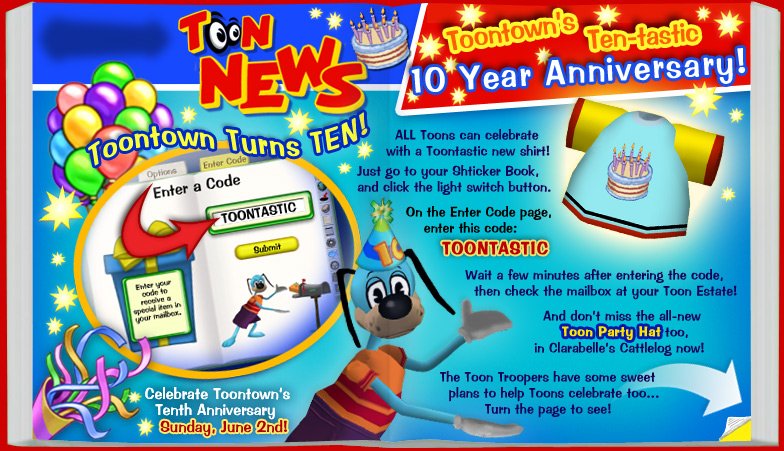 TOON
NEWS
Toontown's
Ten-tastic
10 Year Anniversary!
Toontown Turns TEN!
Options
Enter Code
Enter a Code
TOONTASTIC
Submit
Enter your
code to
receive a
special item in
your mailbox.
10
ALL Toons can celebrate
with a Toontastic new shirt!
Just go to your Shticker Book,
and click the light switch button.
On the Enter Code page,
enter this code:
TOONTASTIC
Wait a few minutes after entering the code,
then check the mailbox at your Toon Estate!
And don't miss the all-new
Toon Party Hat too,
in Clarabelle's Cattlelog now!
The Toon Troopers have some sweet
plans to help Toons celebrate too...
Turn the page to see!
Celebrate Toontown's
Tenth Anniversary
Sunday, June 2nd!